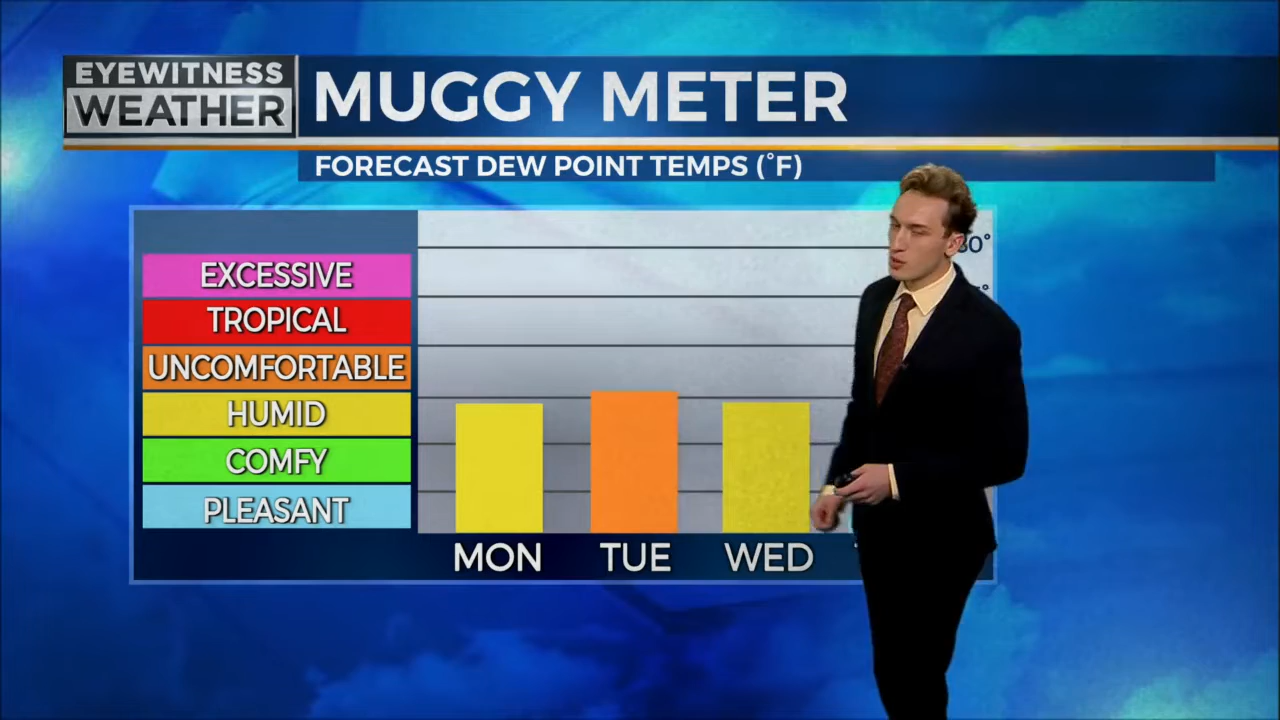 EYEWITNESS
WEATHER
MUGGY METER
FORECAST DEW POINT TEMPS (°F)
EXCESSIVE
TROPICAL
UNCOMFORTABLE
HUMID
COMFY
PLEASANT
MON TUE WED